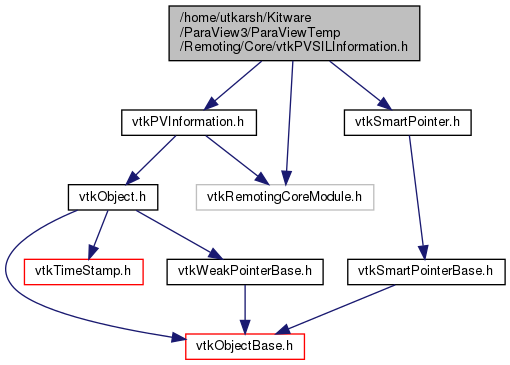 /home/utkarsh/Kitware
/ParaView3/ParaViewTemp
/Remoting/Core/vtkPVSILInformation.h
vtkPVInformation.h
vtkSmartPointer.h
vtkObject.h
vtkRemotingCoreModule.h
vtkTimeStamp.h
vtkWeakPointerBase.h
vtkSmartPointerBase.h
vtkObjectBase.h